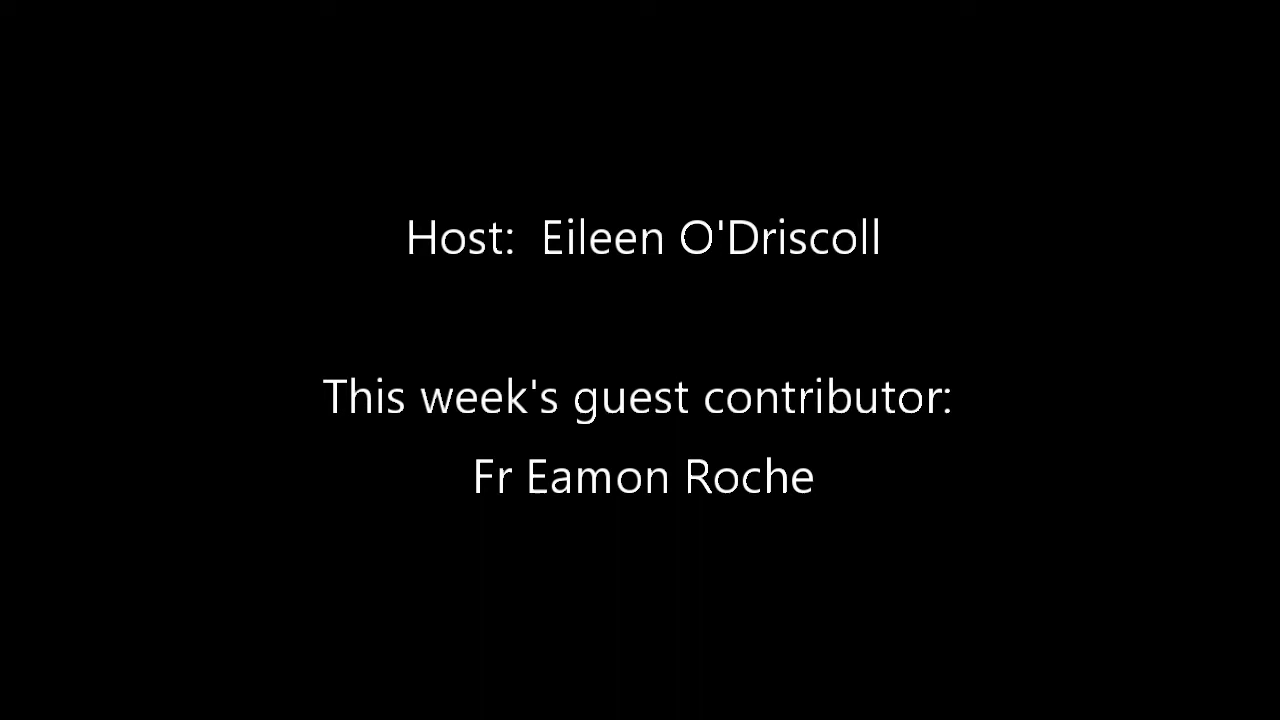 Host:  Eileen O'Driscoll
This week's guest contributor:
Fr Eamon Roche